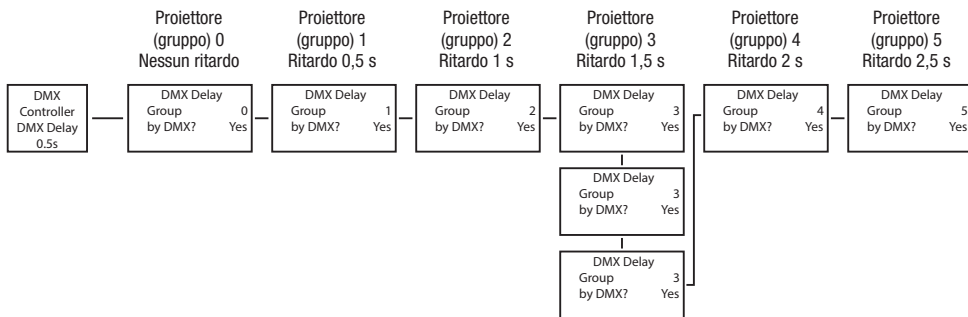 Proiettore
(gruppo) 0
Nessun ritardo
Proiettore
(gruppo) 1
Ritardo 0,5 s
Proiettore
(gruppo) 2
Ritardo 1 s
Proiettore
(gruppo) 3
Ritardo 1,5 s
Proiettore
(gruppo) 4
Ritardo 2 s
Proiettore
(gruppo) 5
Ritardo 2,5 s
DMX
Controller
DMX Delay
0.5s
DMX Delay
Group 0
by DMX? Yes
DMX Delay
Group 1
by DMX? Yes
DMX Delay
Group 2
by DMX? Yes
DMX Delay
Group 3
by DMX? Yes
DMX Delay
Group 3
by DMX? Yes
DMX Delay
Group 3
by DMX? Yes
DMX Delay
Group 4
by DMX? Yes
DMX Delay
Group 5
by DMX? Yes